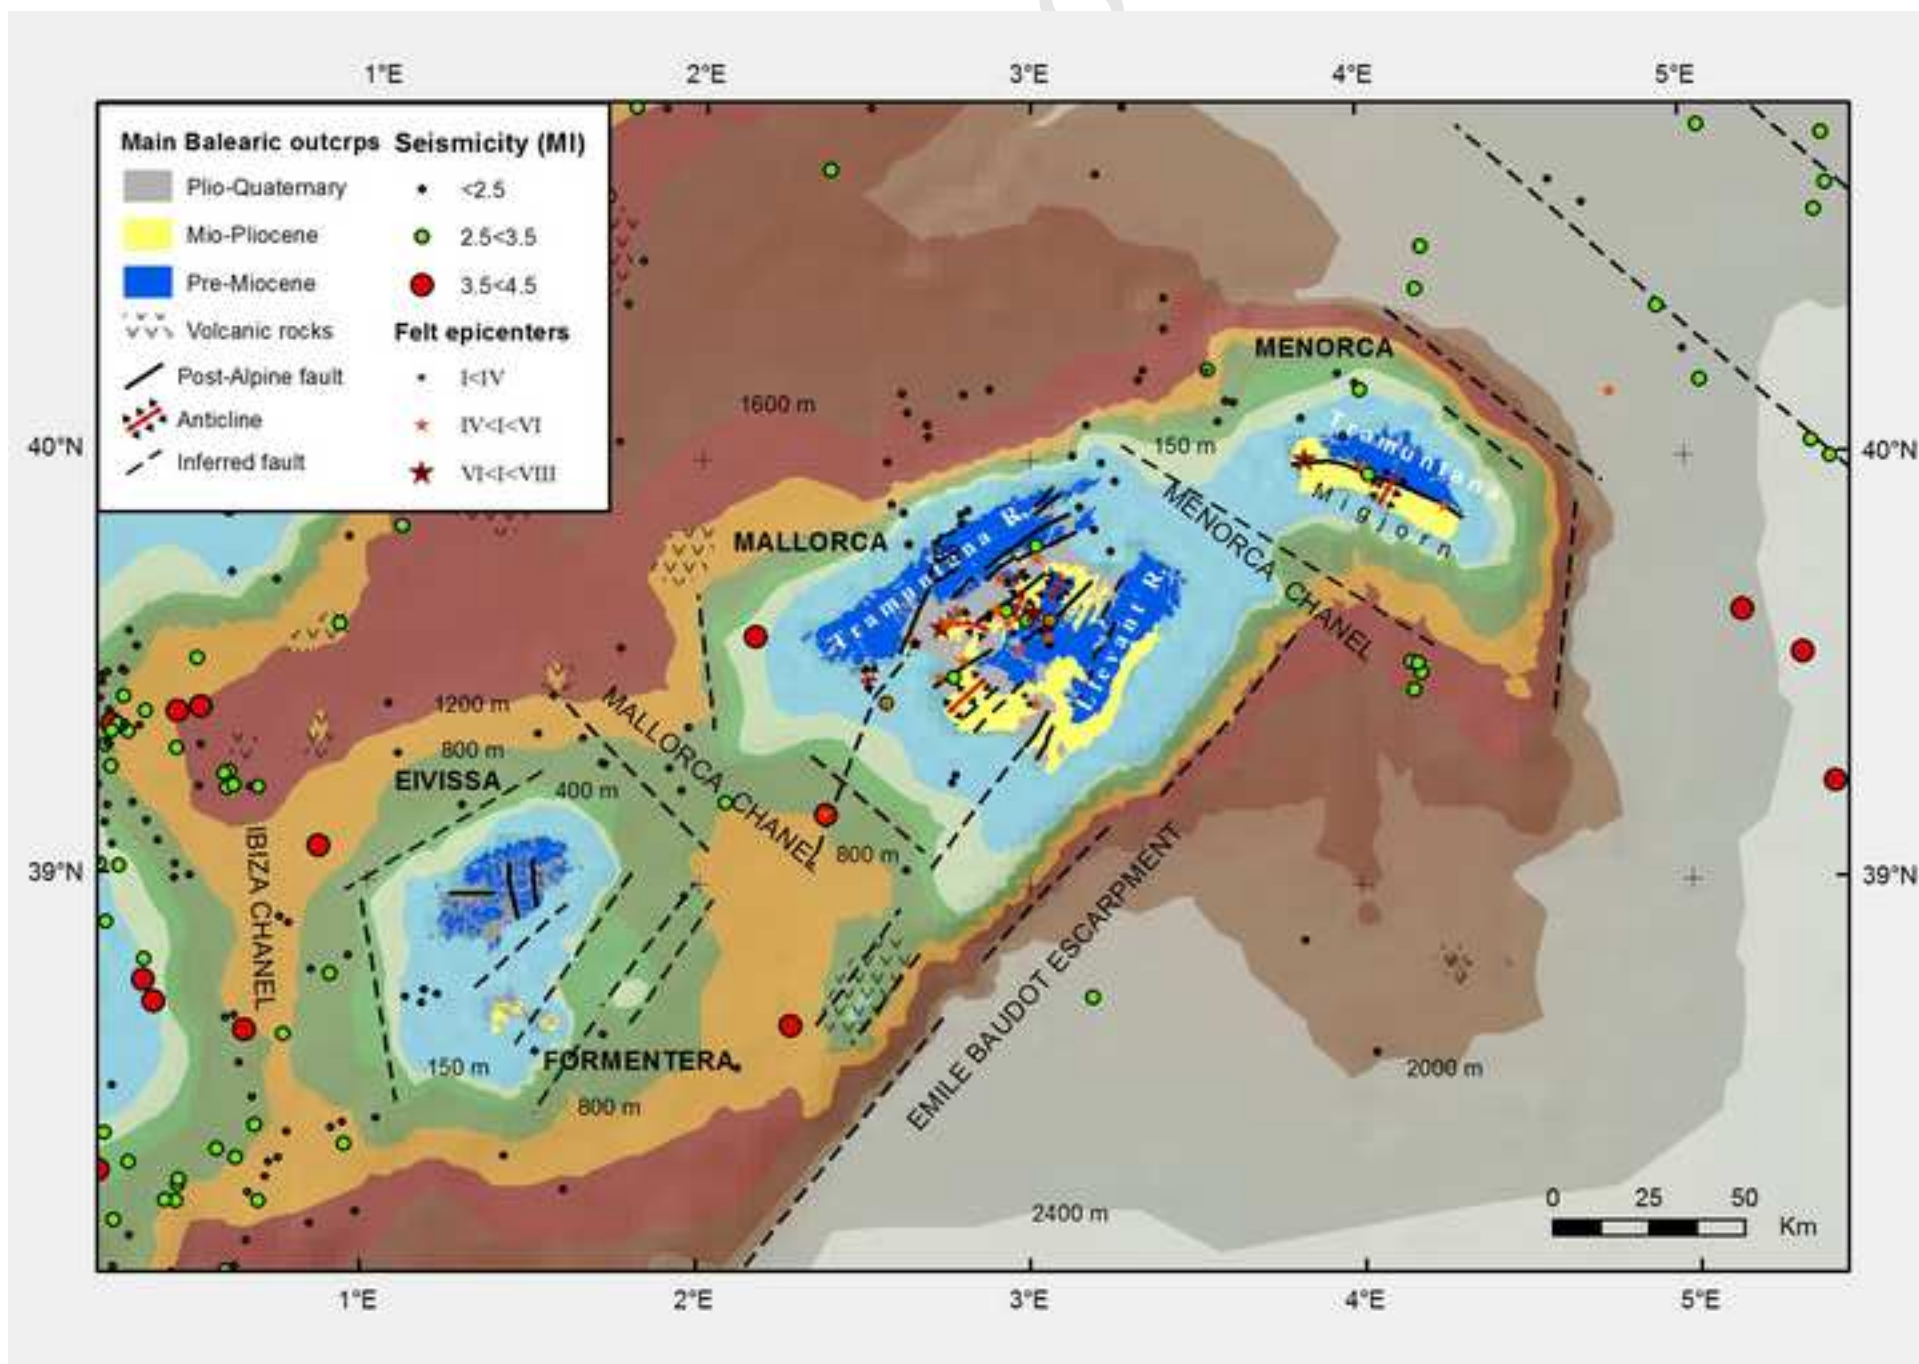 1°E 2°E 3°E 4°E 5°E
Main Balearic outcrps
Plio-Quaternary
Mio-Pliocene
Pre-Miocene
Volcanic rocks
Post-Alpine fault
Anticline
Inferred fault
Seismicity (Ml)
<2.5
2.5<3.5
3.5<4.5
Felt epicenters
I<IV
IV<I<VI
VI<I<VIII
MENORCA
1600 m
40°N
150 m
40°N
Tramuntana
Migjorn
MENORCA CHANEL
MALLORCA
Tramuntana R.
Llevant R.
1200 m
MALLORCA CHANEL
800 m
EIVISSA
400 m
IBIZA CHANEL
800 m
39°N
39°N
EMILE BAUDOT ESCARPMENT
150 m
FORMENTERA
2000 m
800 m
2400 m
0 25 50
Km
1°E 2°E 3°E 4°E 5°E